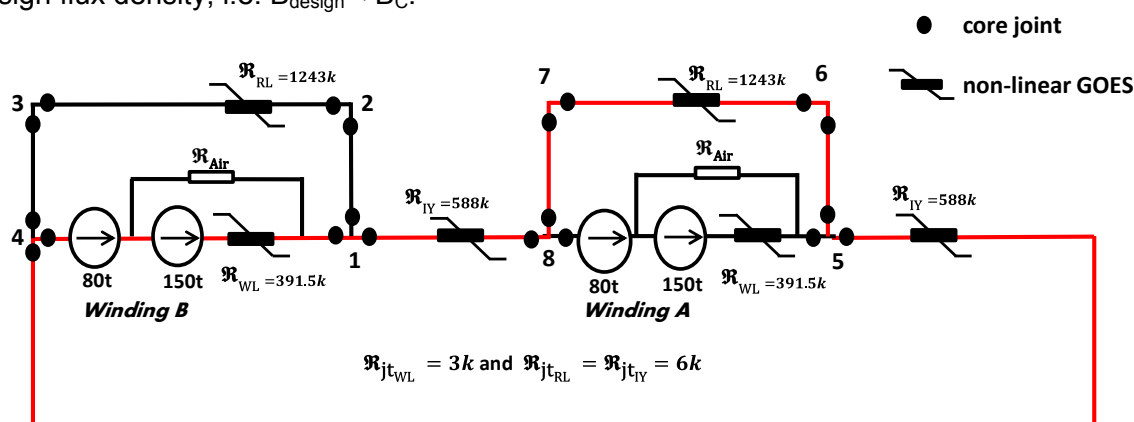 sign flux density, i.e. B_design → B_C.
core joint
non-linear GOES
ℜ_RL =1243k
3
2
ℜ_Air
4
1
80t
150t
ℜ_WL =391.5k
Winding B
ℜ_IY =588k
7
6
ℜ_RL =1243k
ℜ_Air
8
5
80t
150t
ℜ_WL =391.5k
Winding A
ℜ_IY =588k
ℜ_jt_WL = 3k and ℜ_jt_RL = ℜ_jt_IY = 6k